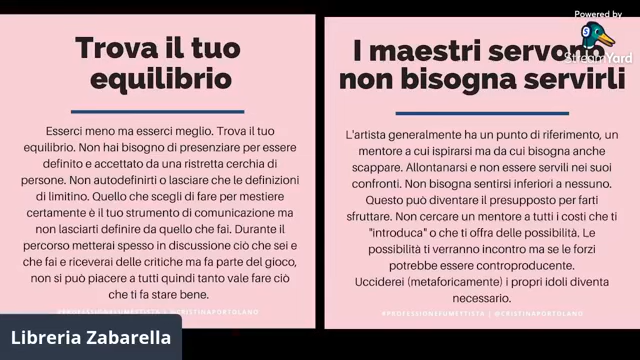 Powered by
StreamYard
Trova il tuo
equilibrio
Esserci meno ma esserci meglio. Trova il tuo
equilibrio. Non hai bisogno di presenziare per essere
definito e accettato da una ristretta cerchia di
persone. Non autodefinirti o lasciare che le definizioni
di limitino. Quello che scegli di fare per mestiere
certamente è il tuo strumento di comunicazione ma
non lasciarti definire da quello che fai. Durante il
percorso metterai spesso in discussione ciò che sei e
che fai e riceverai delle critiche ma fa parte del gioco,
non si può piacere a tutti quindi tanto vale fare ciò
che ti fa stare bene.
#PROFESSIONEFUMETTISTA | @CRISTINAPORTOLANO
I maestri servono
non bisogna servirli
L'artista generalmente ha un punto di riferimento, un
mentore a cui ispirarsi ma da cui bisogna anche
scappare. Allontanarsi e non essere servili nei suoi
confronti. Non bisogna sentirsi inferiori a nessuno.
Questo può diventare il presupposto per farti
sfruttare. Non cercare un mentore a tutti i costi che ti
"introduca" o che ti offra delle possibilità. Le
possibilità ti verranno incontro ma se le forzi
potrebbe essere controproducente.
Ucciderei (metaforicamente) i propri idoli diventa
necessario.
#PROFESSIONEFUMETTISTA | @CRISTINAPORTOLANO
Libreria Zabarella